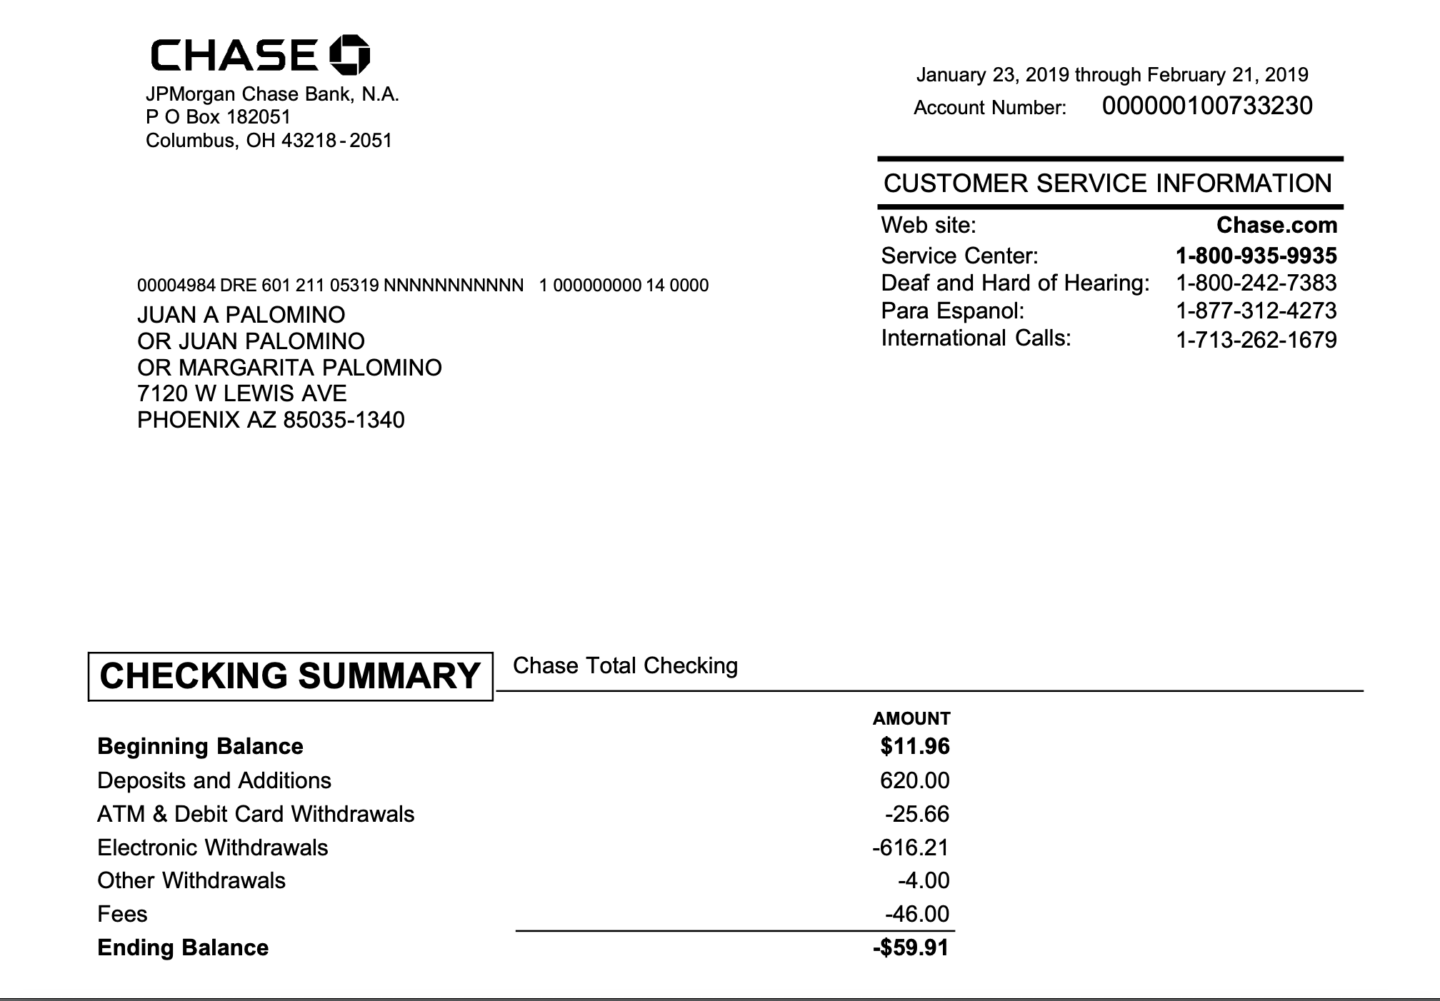 CHASE
JPMorgan Chase Bank, N.A.
P O Box 182051
Columbus, OH 43218-2051
January 23, 2019 through February 21, 2019
Account Number: 000000100733230
CUSTOMER SERVICE INFORMATION
Web site: Chase.com
Service Center: 1-800-935-9935
Deaf and Hard of Hearing: 1-800-242-7383
Para Espanol: 1-877-312-4273
International Calls: 1-713-262-1679
00004984 DRE 601 211 05319 NNNNNNNNNNN 1 000000000 14 0000
JUAN A PALOMINO
OR JUAN PALOMINO
OR MARGARITA PALOMINO
7120 W LEWIS AVE
PHOENIX AZ 85035-1340
CHECKING SUMMARY Chase Total Checking
AMOUNT
Beginning Balance $11.96
Deposits and Additions 620.00
ATM & Debit Card Withdrawals -25.66
Electronic Withdrawals -616.21
Other Withdrawals -4.00
Fees -46.00
Ending Balance -$59.91